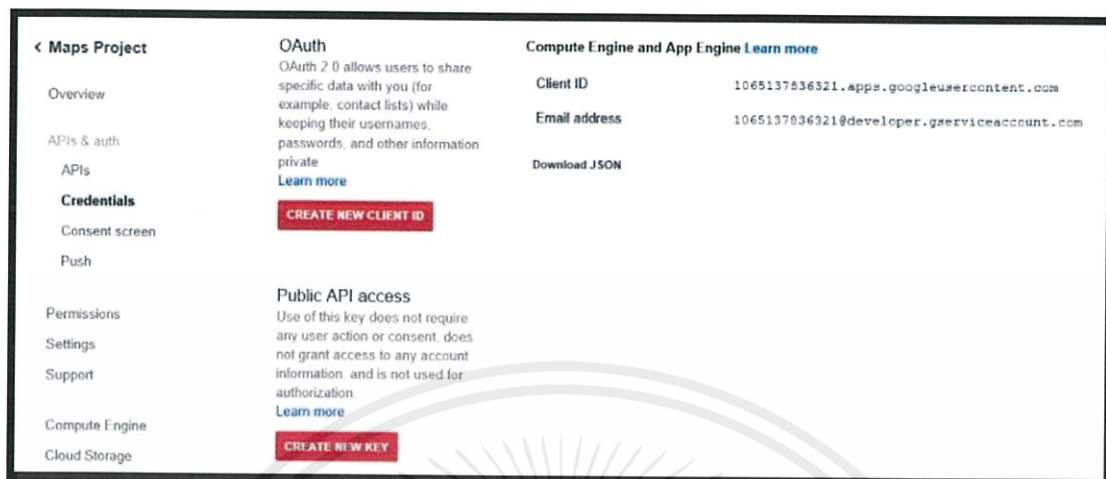 < Maps Project
Overview
APIs & auth
APIs
Credentials
Consent screen
Push
Permissions
Settings
Support
Compute Engine
Cloud Storage
OAuth
OAuth 2.0 allows users to share
specific data with you (for
example, contact lists) while
keeping their usernames,
passwords, and other information
private
Learn more
CREATE NEW CLIENT ID
Public API access
Use of this key does not require
any user action or consent, does
not grant access to any account
information, and is not used for
authorization
Learn more
CREATE NEW KEY
Compute Engine and App Engine Learn more
Client ID 1065137836321.apps.googleusercontent.com
Email address 1065137836321@developer.gserviceaccount.com
Download JSON